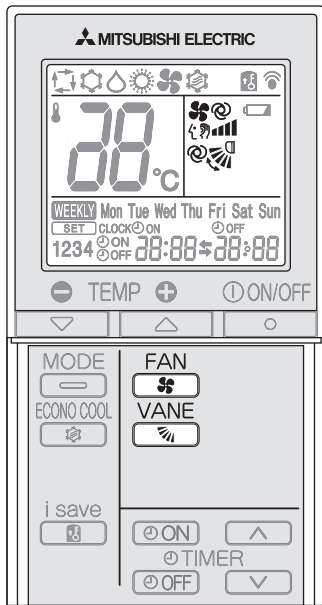 MITSUBISHI ELECTRIC
88°C
WEEKLY Mon Tue Wed Thu Fri Sat Sun
SET CLOCK ON OFF
1234 ON OFF 88:88 88:88
TEMP ON/OFF
MODE FAN
ECONO COOL VANE
i save
ON
TIMER
OFF